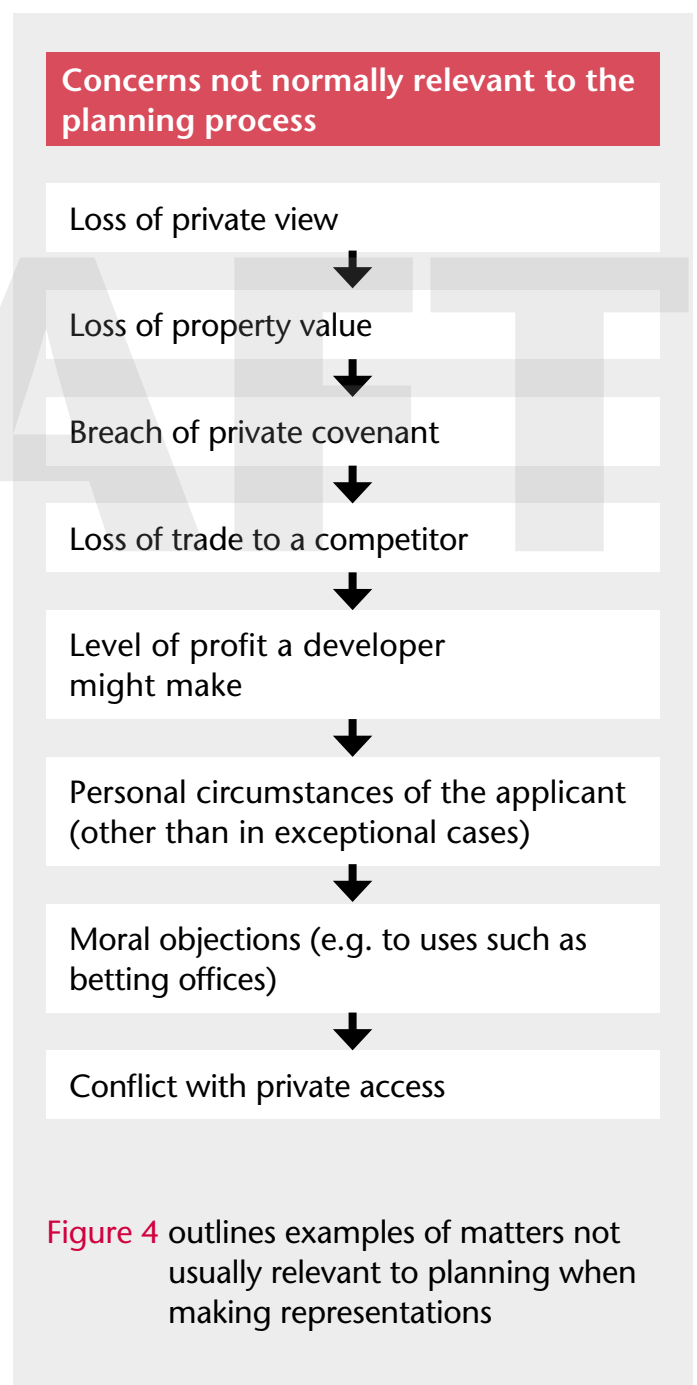 Concerns not normally relevant to the
planning process
Loss of private view
Loss of property value
Breach of private covenant
Loss of trade to a competitor
Level of profit a developer
might make
Personal circumstances of the applicant
(other than in exceptional cases)
Moral objections (e.g. to uses such as
betting offices)
Conflict with private access
Figure 4 outlines examples of matters not
usually relevant to planning when
making representations
AFT